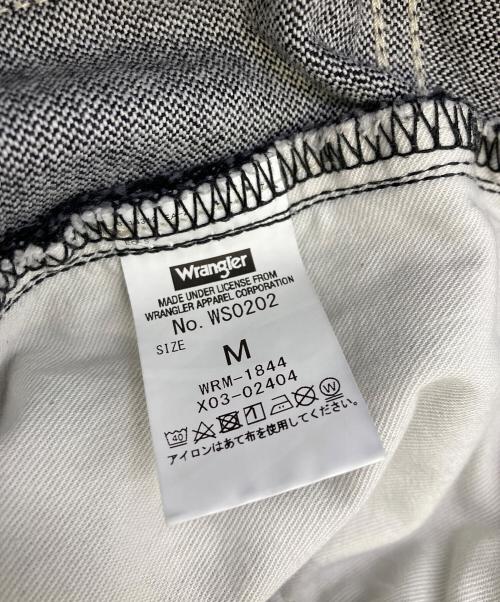 Wrangler
MADE UNDER LICENSE FROM
WRANGLER APPAREL CORPORATION
No. WS0202
SIZE
M
WRM-1844
X03-02404
40
W
アイロンはあて布を使用してください。